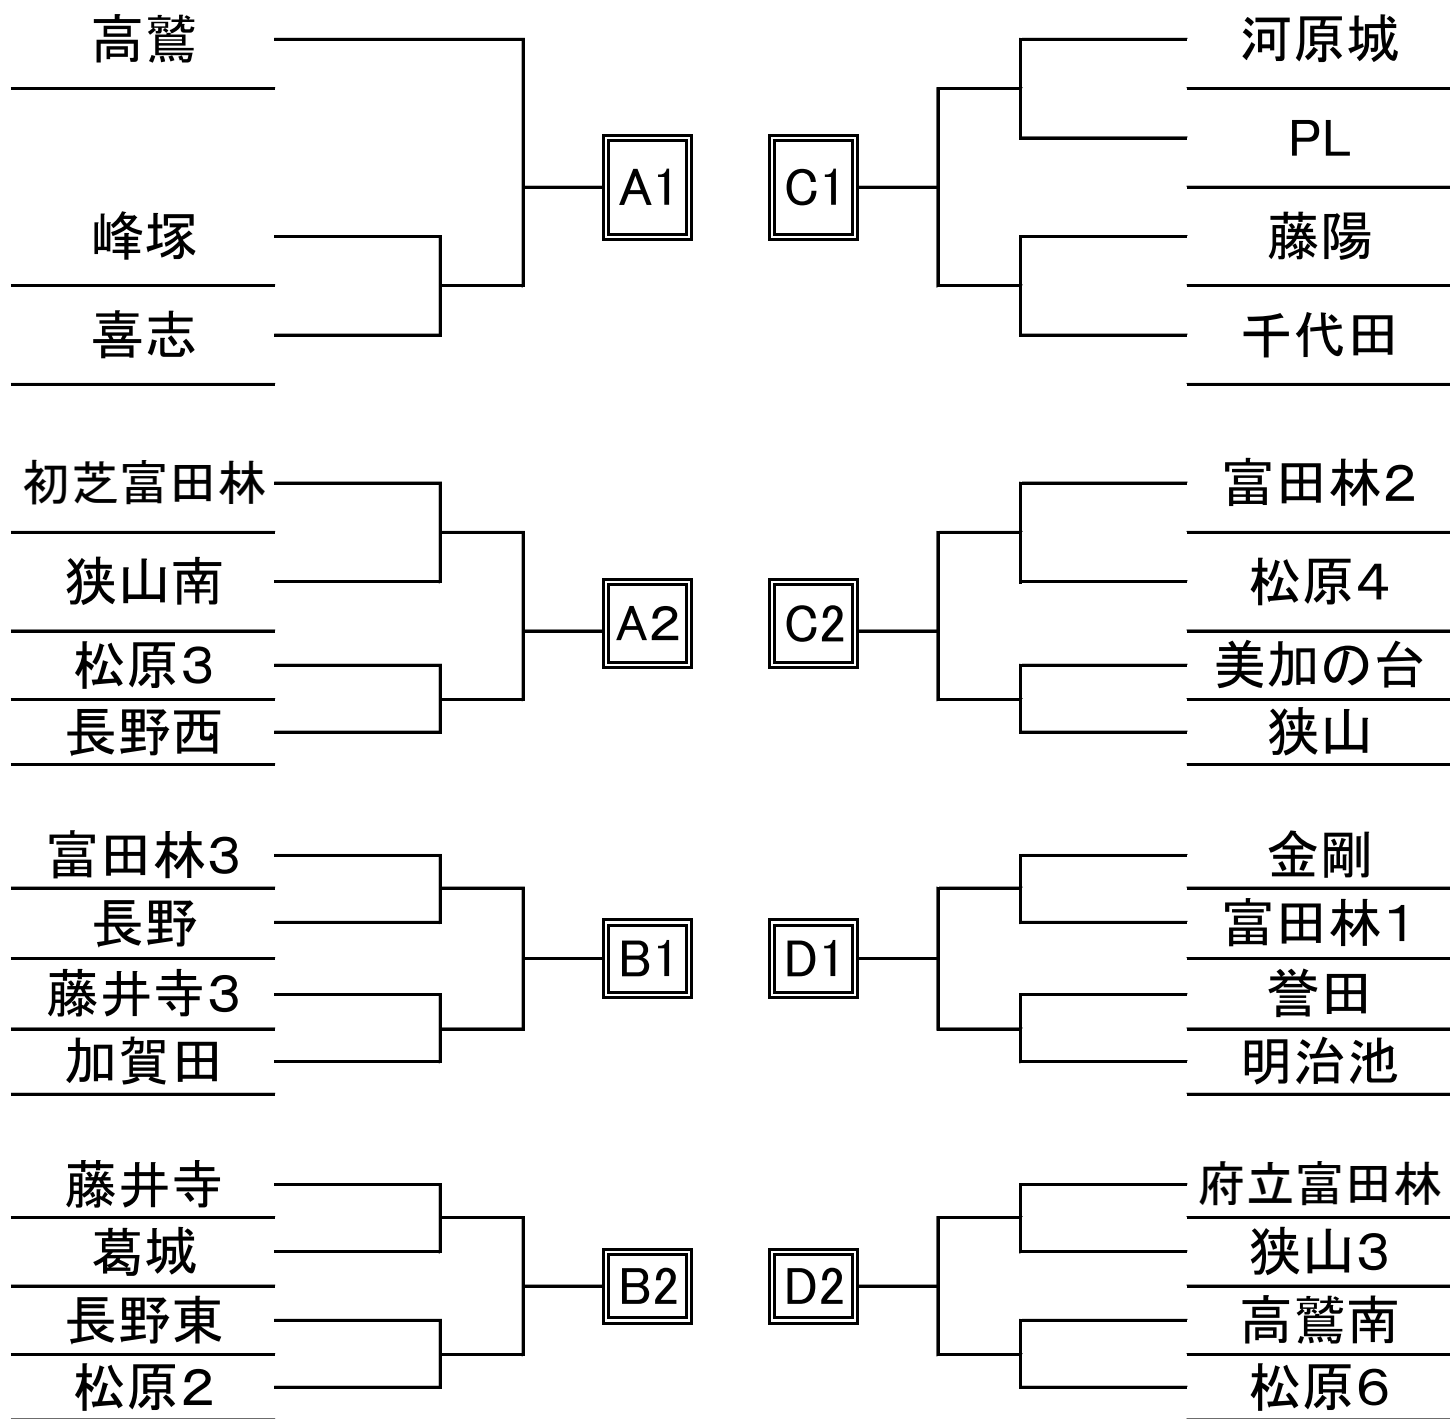 高鷲
峰塚
喜志
A1
初芝富田林
狭山南
松原3
長野西
A2
富田林3
長野
藤井寺3
加賀田
B1
藤井寺
葛城
長野東
松原2
B2
河原城
PL
藤陽
千代田
C1
富田林2
松原4
美加の台
狭山
C2
金剛
富田林1
誉田
明治池
D1
府立富田林
狭山3
高鷲南
松原6
D2